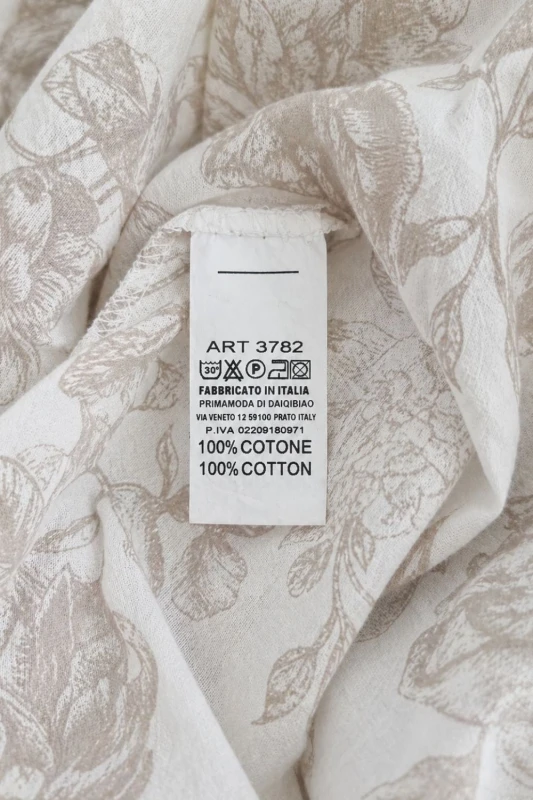 ART 3782
30°
P
FABBRICATO IN ITALIA
PRIMAMODA DI DAIQIBIAO
VIA VENETO 12 59100 PRATO ITALY
P.IVA 02209180971
100% COTONE
100% COTTON